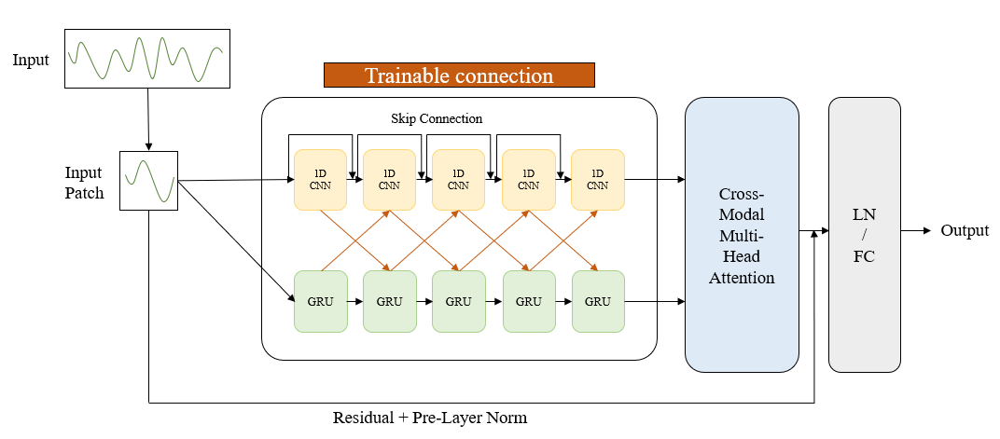 Input
Trainable connection
Skip Connection
Input
Patch
1D
CNN
1D
CNN
1D
CNN
1D
CNN
1D
CNN
GRU
GRU
GRU
GRU
GRU
Cross-
Modal
Multi-
Head
Attention
LN
/
FC
Output
Residual + Pre-Layer Norm